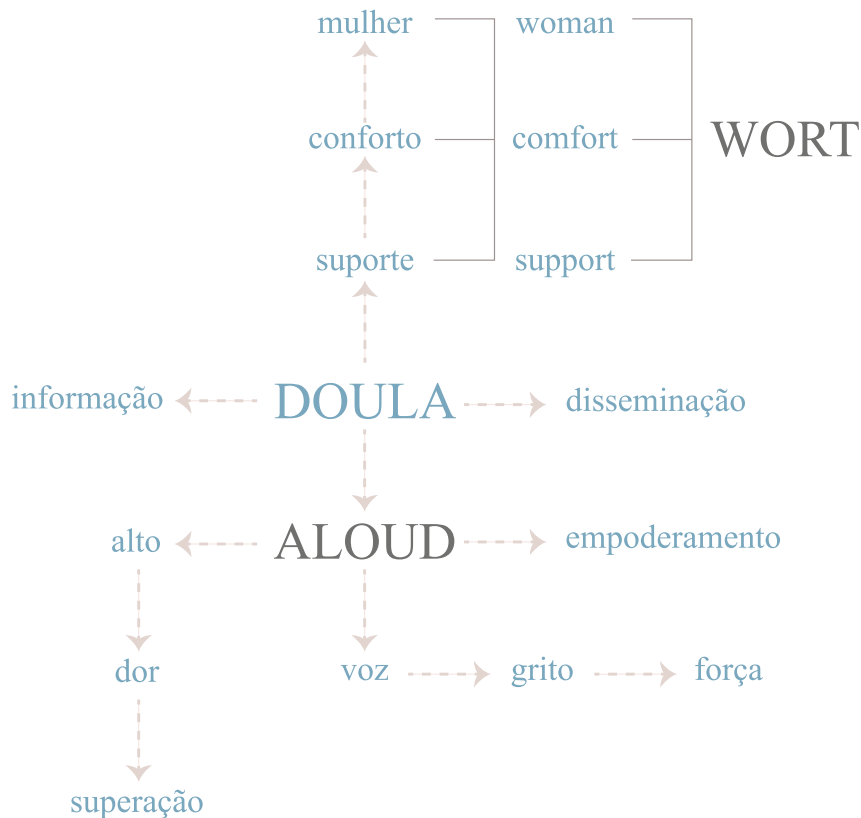 mulher woman
conforto comfort WORT
suporte support
informação DOULA disseminação
alto ALOUD empoderamento
dor voz grito força
superação